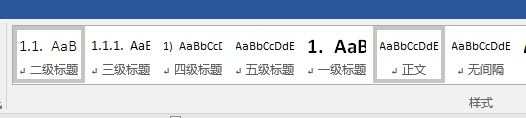 1.1. AaB 1.1.1. AaE 1) AaBbCcD AaBbCcDdE 1. AaB AaBbCcDdE AaBbCcDdE
↲ 二级标题 ↲ 三级标题 ↲ 四级标题 ↲ 五级标题 ↲ 一级标题 ↲ 正文 ↲ 无间隔
样式